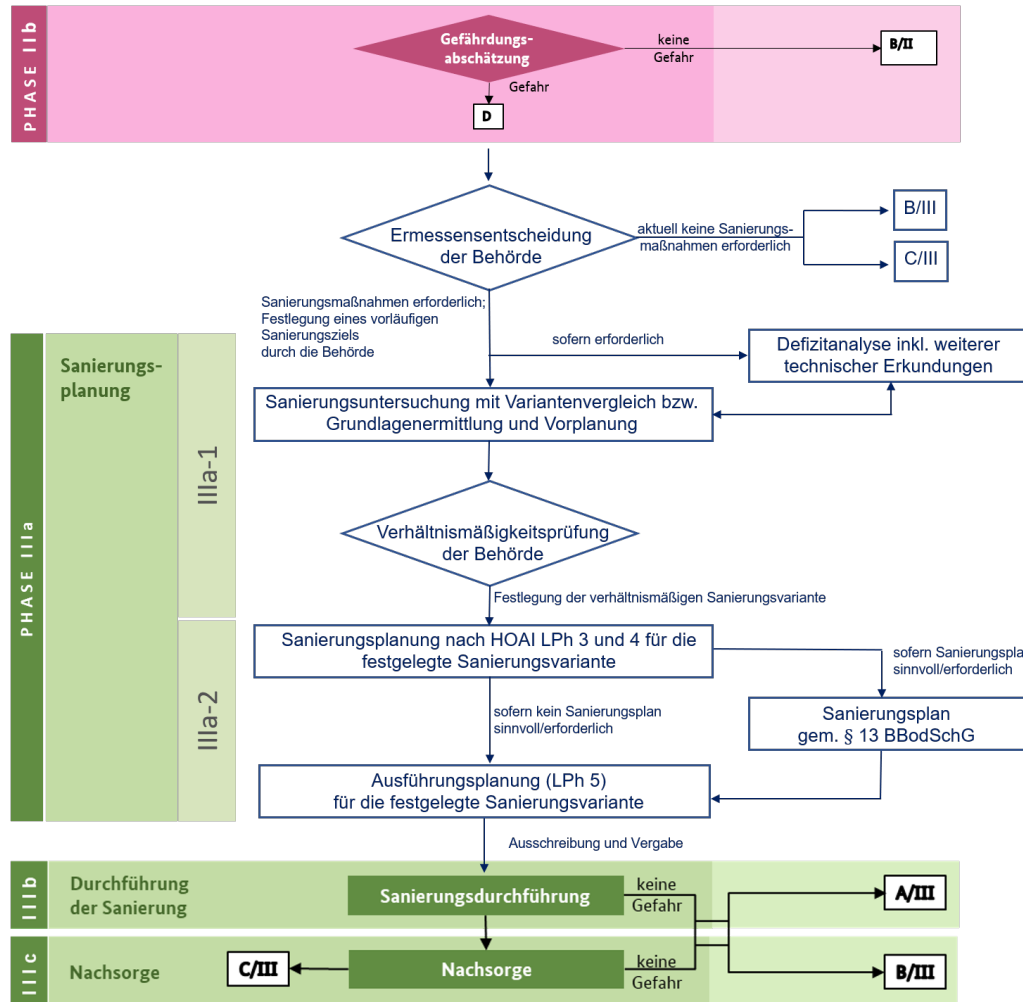 PHASE IIb
Gefährdungs-
abschätzung
keine
Gefahr
B/II
Gefahr
D
Ermessensentscheidung
der Behörde
aktuell keine Sanierungs-
maßnahmen erforderlich
B/III
C/III
Sanierungsmaßnahmen erforderlich;
Festlegung eines vorläufigen
Sanierungsziels
durch die Behörde
PHASE IIIa
Sanierungs-
planung
IIIa-1
sofern erforderlich
Defizitanalyse inkl. weiterer
technischer Erkundungen
Sanierungsuntersuchung mit Variantenvergleich bzw.
Grundlagenermittlung und Vorplanung
Verhältnismäßigkeitsprüfung
der Behörde
Festlegung der verhältnismäßigen Sanierungsvariante
IIIa-2
Sanierungsplanung nach HOAI LPh 3 und 4 für die
festgelegte Sanierungsvariante
sofern Sanierungspla
sinnvoll/erforderlich
sofern kein Sanierungsplan
sinnvoll/erforderlich
Sanierungsplan
gem. § 13 BBodSchG
Ausführungsplanung (LPh 5)
für die festgelegte Sanierungsvariante
Ausschreibung und Vergabe
IIIb
Durchführung
der Sanierung
Sanierungsdurchführung
keine
Gefahr
A/III
IIIc
Nachsorge
C/III
Nachsorge
keine
Gefahr
B/III